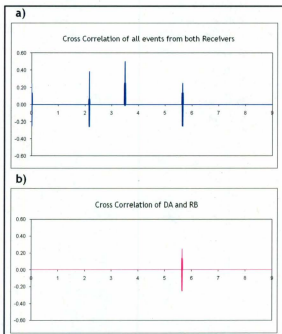 a)
Cross Correlation of all events from both Receivers
0.60
0.40
0.20
0.00
0 1 2 3 4 5 6 7 8 9
-0.20
-0.40
-0.60
b)
Cross Correlation of DA and RB
0.60
0.40
0.20
0.00
0 1 2 3 4 5 6 7 8 9
-0.20
-0.40
-0.60